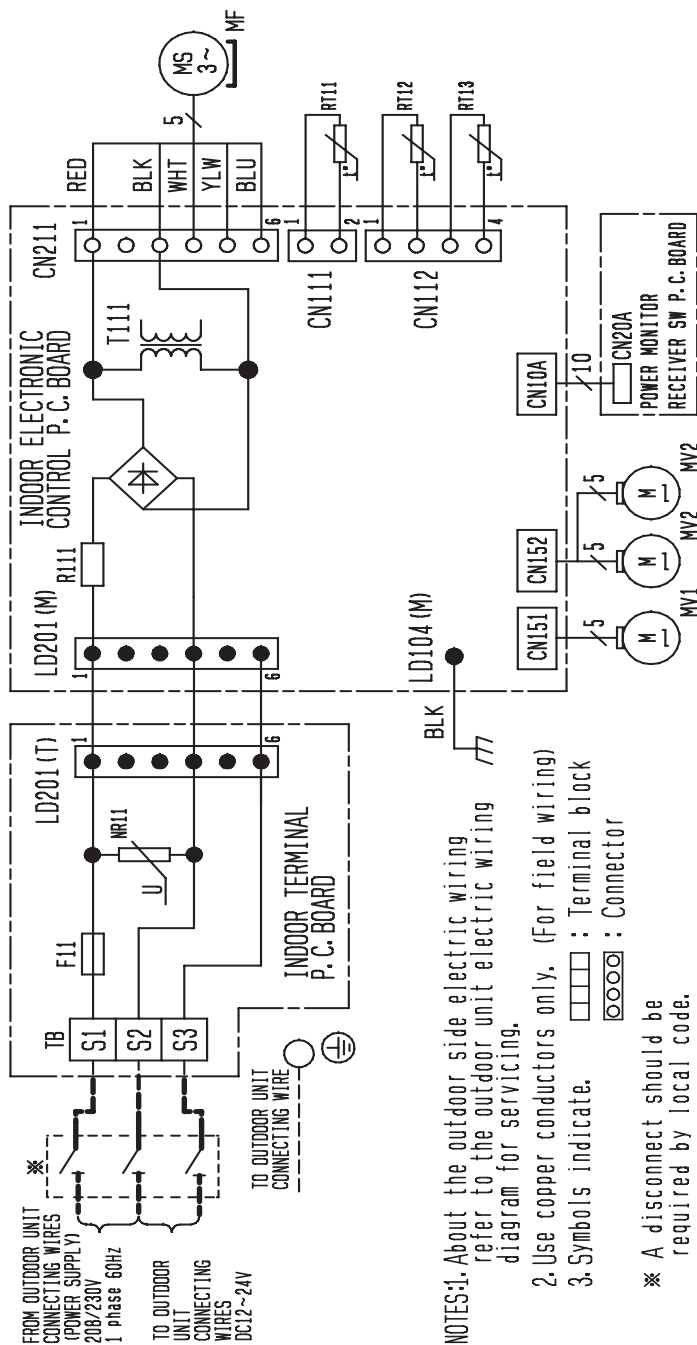 FROM OUTDOOR UNIT
CONNECTING WIRES
(POWER SUPPLY)
208/230V
1 phase 60Hz
TO OUTDOOR
UNIT
CONNECTING
WIRES
DC12~24V
※
TB
S1
S2
S3
TO OUTDOOR UNIT
CONNECTING WIRE
F11
NR11
U
LD201(T)
1
6
INDOOR TERMINAL
P.C.BOARD
LD201(M)
1
6
R111
INDOOR ELECTRONIC
CONTROL P.C.BOARD
T111
CN211
1
6
RED
BLK
WHT
YLW
BLU
5
MS
3~
MF
CN111
1
2
RT11
t°
CN112
1
4
RT12
t°
RT13
t°
LD104(M)
BLK
CN151
5
M
1
MV1
CN152
5
M
1
MV2
5
M
1
MV2
CN10A
10
CN20A
POWER MONITOR
RECEIVER SW P.C.BOARD
NOTES:1. About the outdoor side electric wiring
refer to the outdoor unit electric wiring
diagram for servicing.
2. Use copper conductors only. (For field wiring)
3. Symbols indicate. : Terminal block
: Connector
※ A disconnect should be
required by local code.